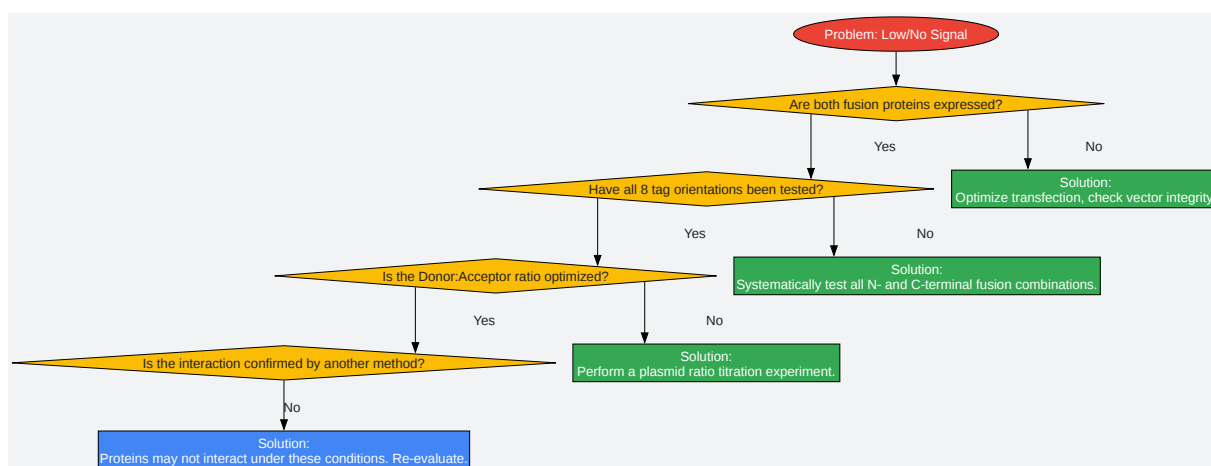 Problem: Low/No Signal
Are both fusion proteins expressed?
Yes
No
Solution:
Optimize transfection, check vector integrity
Have all 8 tag orientations been tested?
Yes
No
Solution:
Systematically test all N- and C-terminal fusion combinations.
Is the Donor:Acceptor ratio optimized?
Yes
No
Solution:
Perform a plasmid ratio titration experiment.
Is the interaction confirmed by another method?
No
Solution:
Proteins may not interact under these conditions. Re-evaluate.